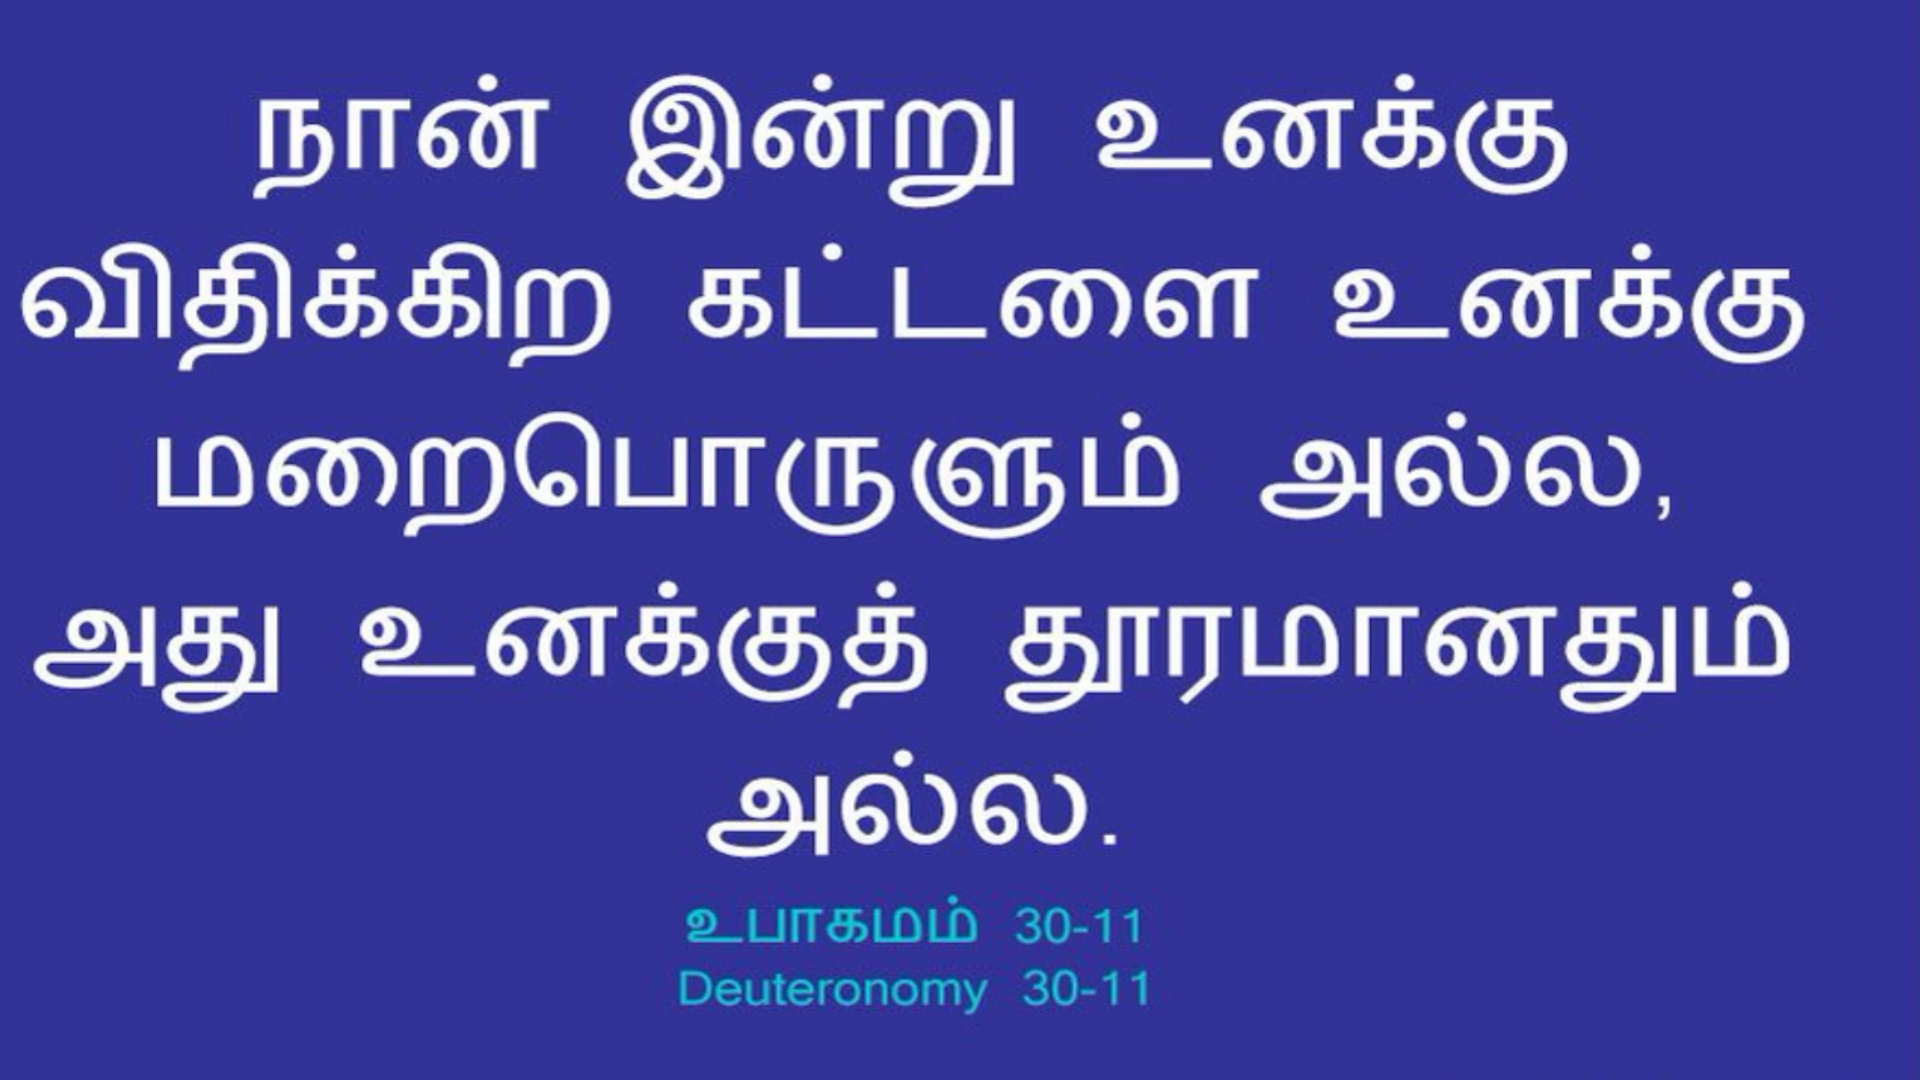 நான் இன்று உனக்கு
விதிக்கிற கட்டளை உனக்கு
மறைபொருளும் அல்ல,
அது உனக்குத் தூரமானதும்
அல்ல.
உபாகமம் 30-11
Deuteronomy 30-11